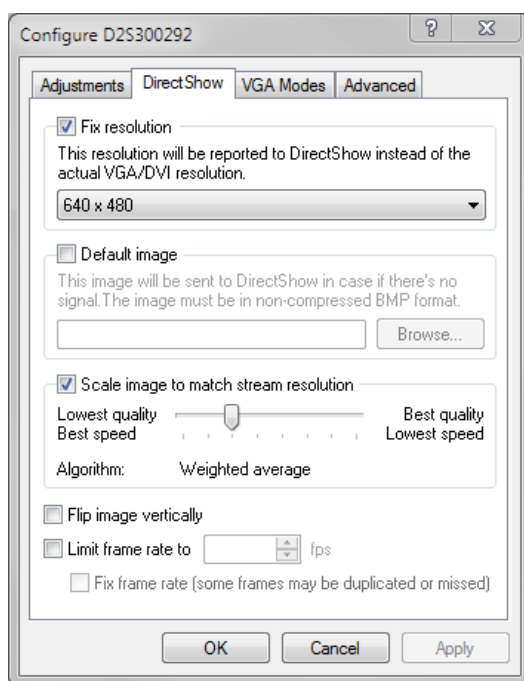 Configure D2S300292
?
Adjustments DirectShow VGA Modes Advanced
Fix resolution
This resolution will be reported to DirectShow instead of the
actual VGA/DVI resolution.
640 x 480
Default image
This image will be sent to DirectShow in case if there's no
signal.The image must be in non-compressed BMP format.
Browse...
Scale image to match stream resolution
Lowest quality Best quality
Best speed Lowest speed
Algorithm: Weighted average
Flip image vertically
Limit frame rate to fps
Fix frame rate (some frames may be duplicated or missed)
OK Cancel Apply